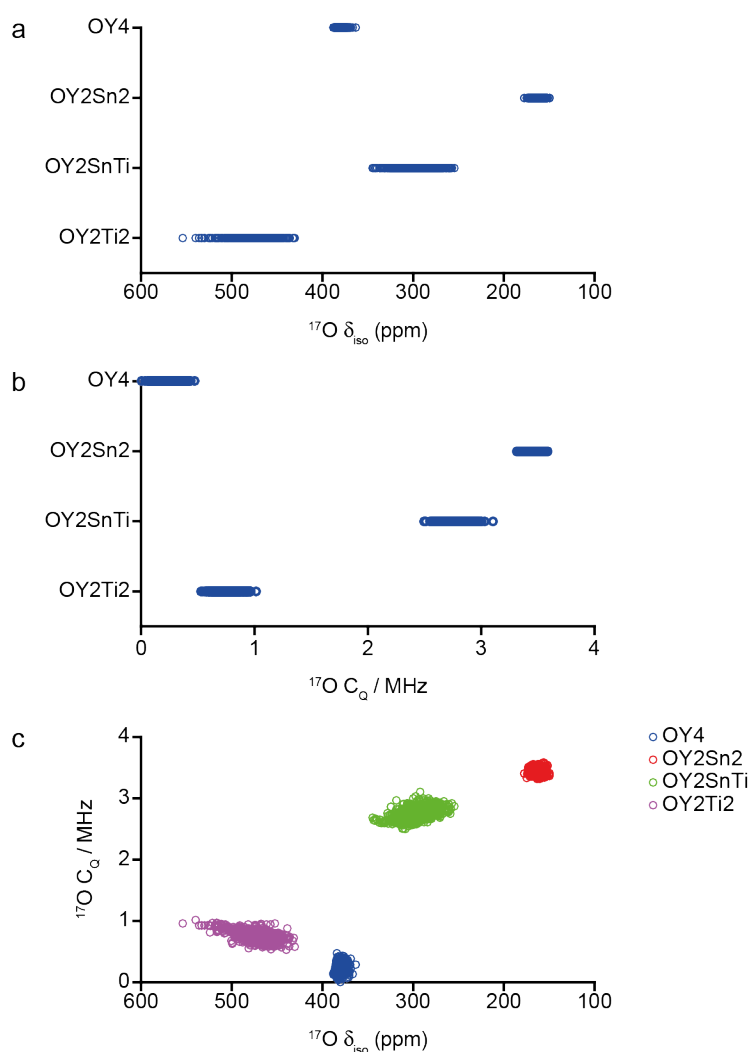 a
OY4
OY2Sn2
OY2SnTi
OY2Ti2
600 500 400 300 200 100
¹⁷O δiso (ppm)
b
OY4
OY2Sn2
OY2SnTi
OY2Ti2
0 1 2 3 4
¹⁷O CQ / MHz
c
4
3
2
1
0
¹⁷O CQ / MHz
600 500 400 300 200 100
¹⁷O δiso (ppm)
OY4
OY2Sn2
OY2SnTi
OY2Ti2